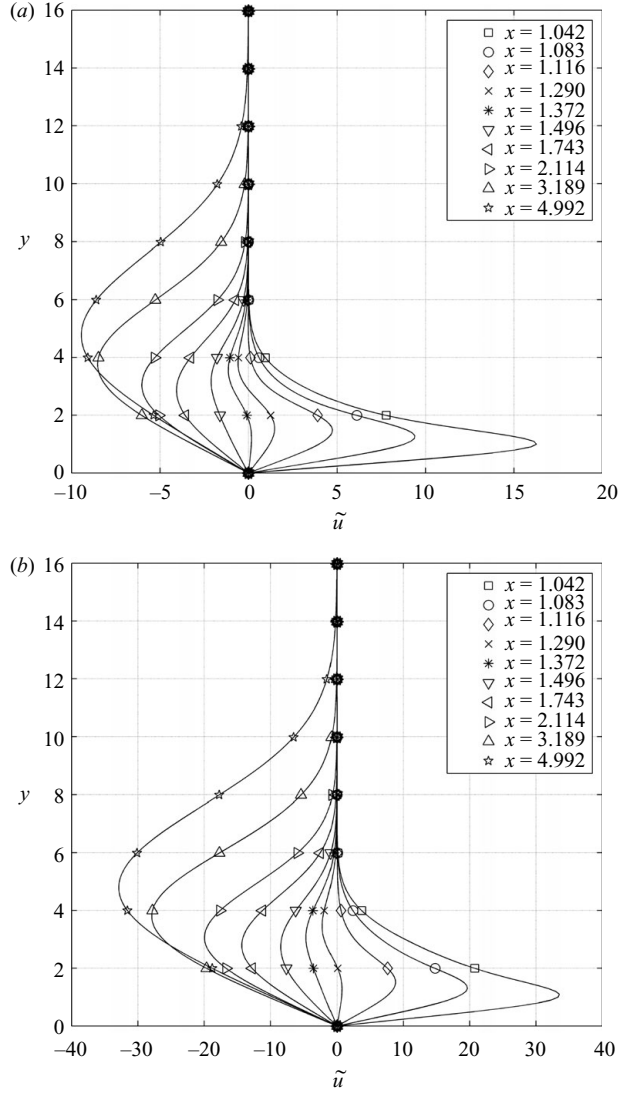 (a)
16
14
12
10
8
6
4
2
0
y
−10
−5
0
5
10
15
20
ũ
x = 1.042
x = 1.083
x = 1.116
x = 1.290
x = 1.372
x = 1.496
x = 1.743
x = 2.114
x = 3.189
x = 4.992
(b)
16
14
12
10
8
6
4
2
0
y
−40
−30
−20
−10
0
10
20
30
40
ũ
x = 1.042
x = 1.083
x = 1.116
x = 1.290
x = 1.372
x = 1.496
x = 1.743
x = 2.114
x = 3.189
x = 4.992